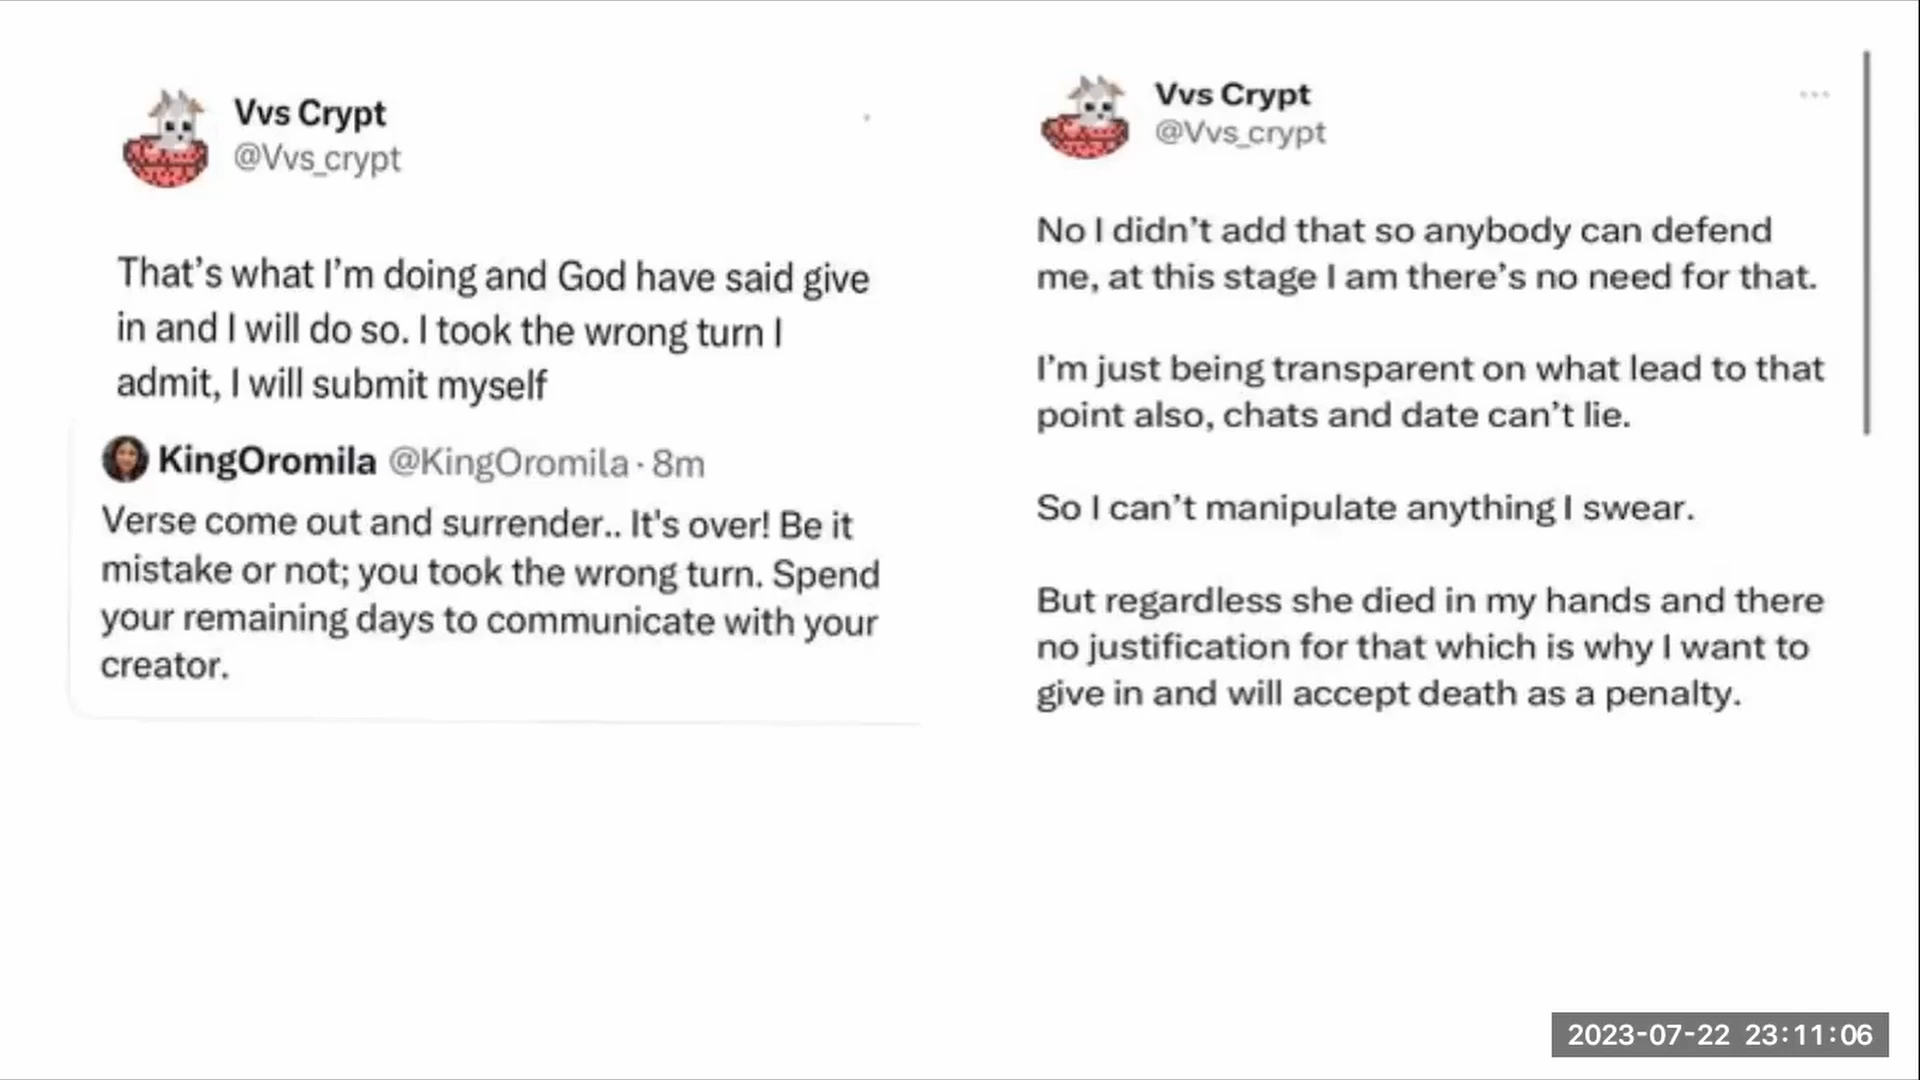 Vvs Crypt
@Vvs_crypt
That's what I'm doing and God have said give
in and I will do so. I took the wrong turn I
admit, I will submit myself
KingOromila @KingOromila · 8m
Verse come out and surrender.. It's over! Be it
mistake or not; you took the wrong turn. Spend
your remaining days to communicate with your
creator.
Vvs Crypt
@Vvs_crypt
No I didn't add that so anybody can defend
me, at this stage I am there's no need for that.
I'm just being transparent on what lead to that
point also, chats and date can't lie.
So I can't manipulate anything I swear.
But regardless she died in my hands and there
no justification for that which is why I want to
give in and will accept death as a penalty.
2023-07-22 23:11:06